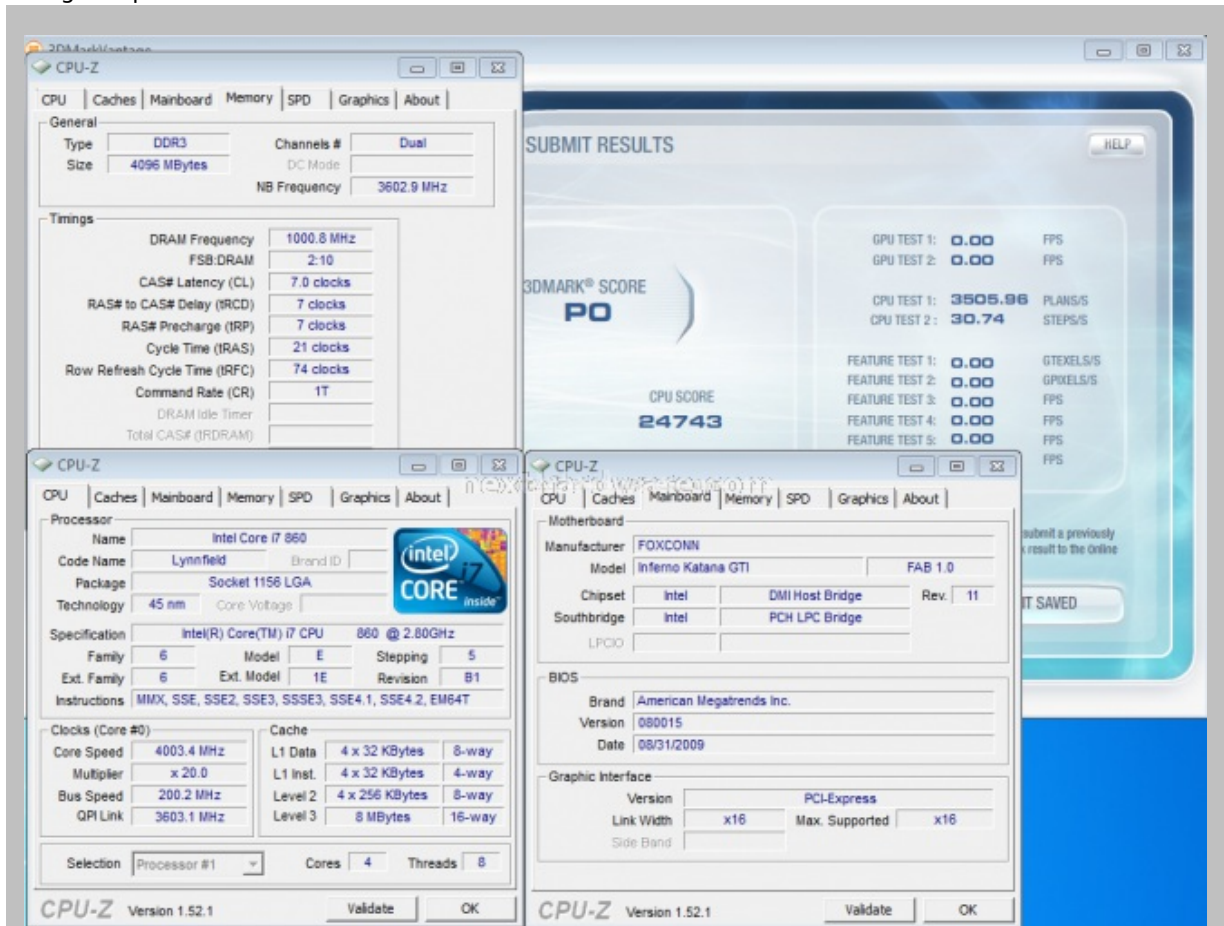 3DMarkVantage
CPU-Z
CPU Caches Mainboard Memory SPD Graphics About
General
Type DDR3 Channels # Dual
Size 4096 MBytes DC Mode
NB Frequency 3602.9 MHz
Timings
DRAM Frequency 1000.8 MHz
FSB:DRAM 2:10
CAS# Latency (CL) 7.0 clocks
RAS# to CAS# Delay (tRCD) 7 clocks
RAS# Precharge (tRP) 7 clocks
Cycle Time (tRAS) 21 clocks
Row Refresh Cycle Time (tRFC) 74 clocks
Command Rate (CR) 1T
DRAM Idle Timer
Total CAS# (tRDRAM)
SUBMIT RESULTS
HELP
3DMARK® SCORE
P0
CPU SCORE
24743
GPU TEST 1: 0.00 FPS
GPU TEST 2: 0.00 FPS
CPU TEST 1: 3505.96 PLANS/S
CPU TEST 2: 30.74 STEPS/S
FEATURE TEST 1: 0.00 GTEXELS/S
FEATURE TEST 2: 0.00 GPIXELS/S
FEATURE TEST 3: 0.00 FPS
FEATURE TEST 4: 0.00 FPS
FEATURE TEST 5: 0.00 FPS
FPS
submit a previously
result to the Online
IT SAVED
nexthardware.com
CPU-Z
CPU Caches Mainboard Memory SPD Graphics About
Processor
Name Intel Core i7 860
Code Name Lynnfield Brand ID
Package Socket 1156 LGA
Technology 45 nm Core Voltage
intel CORE i7 inside™
Specification Intel(R) Core(TM) i7 CPU 860 @ 2.80GHz
Family 6 Model E Stepping 5
Ext. Family 6 Ext. Model 1E Revision B1
Instructions MMX, SSE, SSE2, SSE3, SSSE3, SSE4.1, SSE4.2, EM64T
Clocks (Core #0)
Core Speed 4003.4 MHz
Multiplier x 20.0
Bus Speed 200.2 MHz
QPI Link 3603.1 MHz
Cache
L1 Data 4 x 32 KBytes 8-way
L1 Inst. 4 x 32 KBytes 4-way
Level 2 4 x 256 KBytes 8-way
Level 3 8 MBytes 16-way
Selection Processor #1 Cores 4 Threads 8
CPU-Z Version 1.52.1 Validate OK
CPU-Z
CPU Caches Mainboard Memory SPD Graphics About
Motherboard
Manufacturer FOXCONN
Model Inferno Katana GTI FAB 1.0
Chipset Intel DMI Host Bridge Rev. 11
Southbridge Intel PCH LPC Bridge
LPCIO
BIOS
Brand American Megatrends Inc.
Version 080015
Date 08/31/2009
Graphic Interface
Version PCI-Express
Link Width x16 Max. Supported x16
Side Band
CPU-Z Version 1.52.1 Validate OK